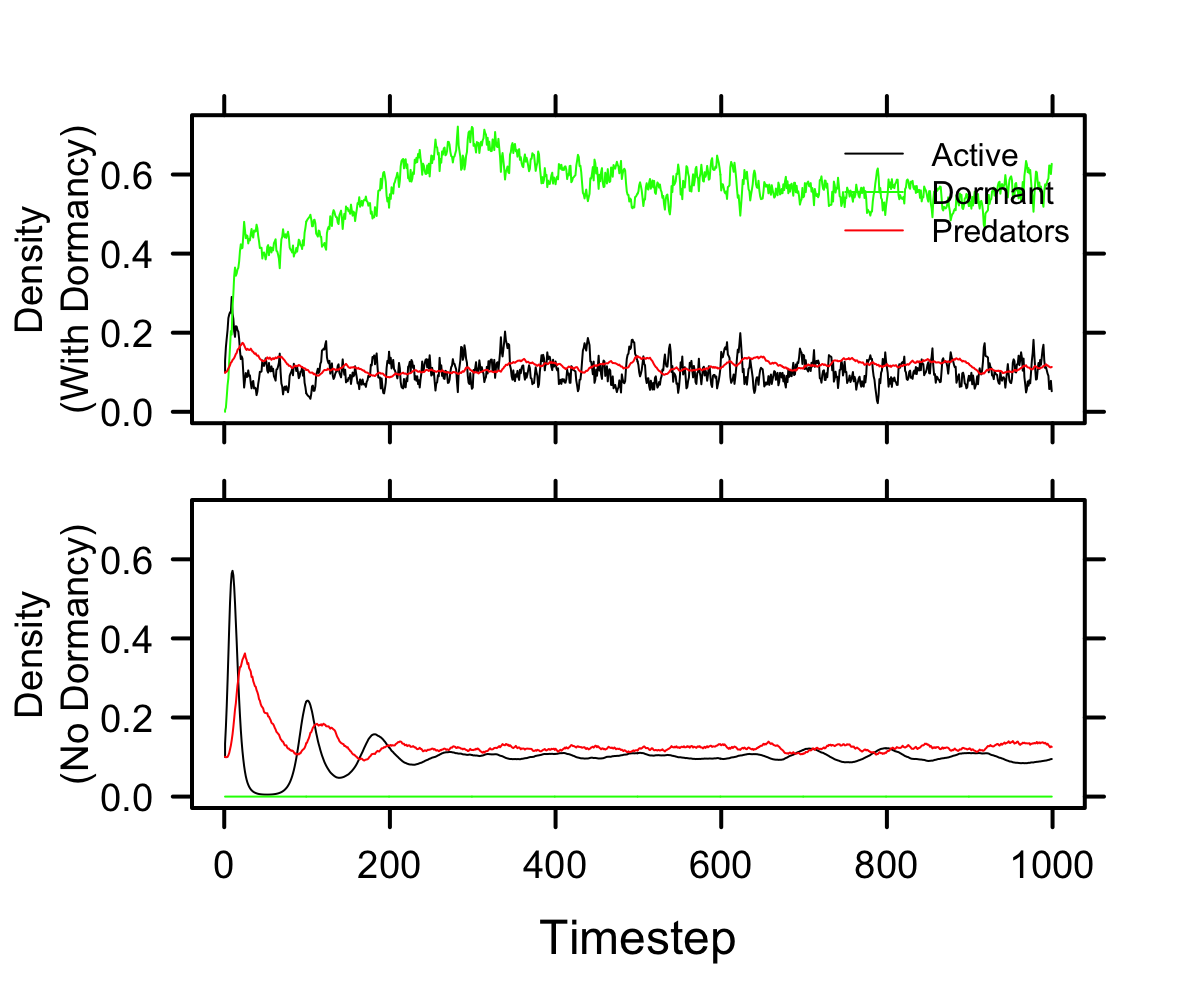 Density
(With Dormancy)
0.6
0.4
0.2
0.0
Active
Dormant
Predators
Density
(No Dormancy)
0.6
0.4
0.2
0.0
0 200 400 600 800 1000
Timestep